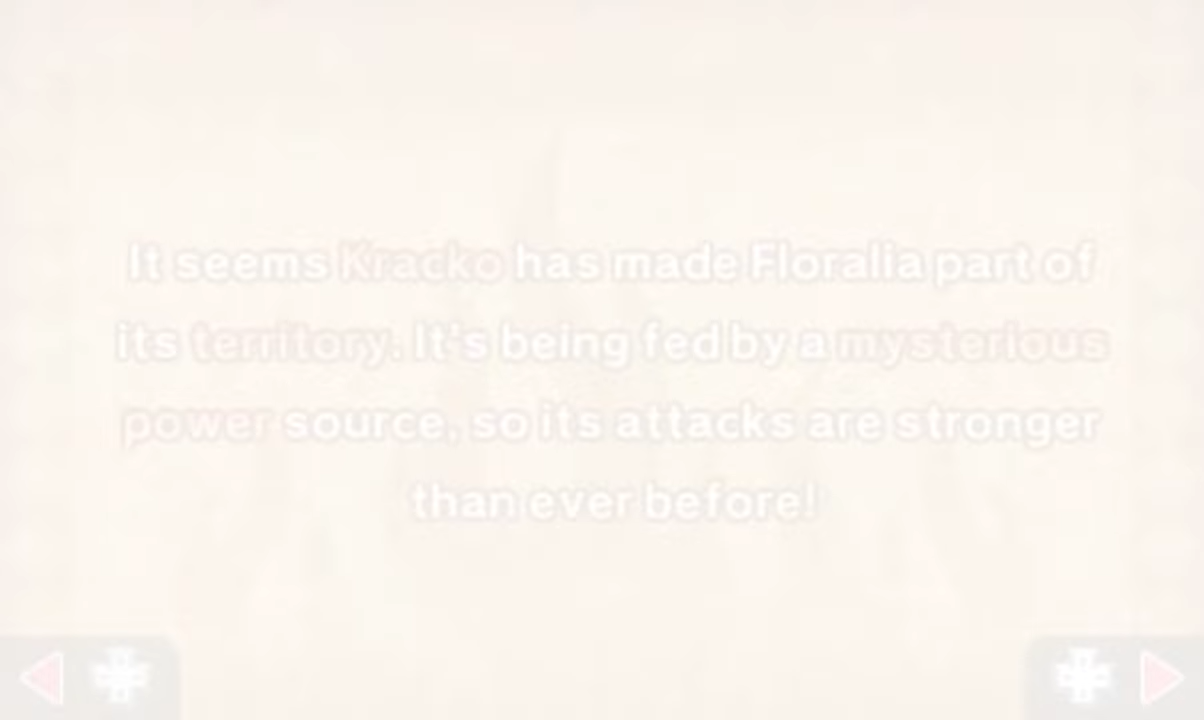 It seems Kracko has made Floralia part of
its territory. It's being fed by a mysterious
power source, so its attacks are stronger
than ever before!